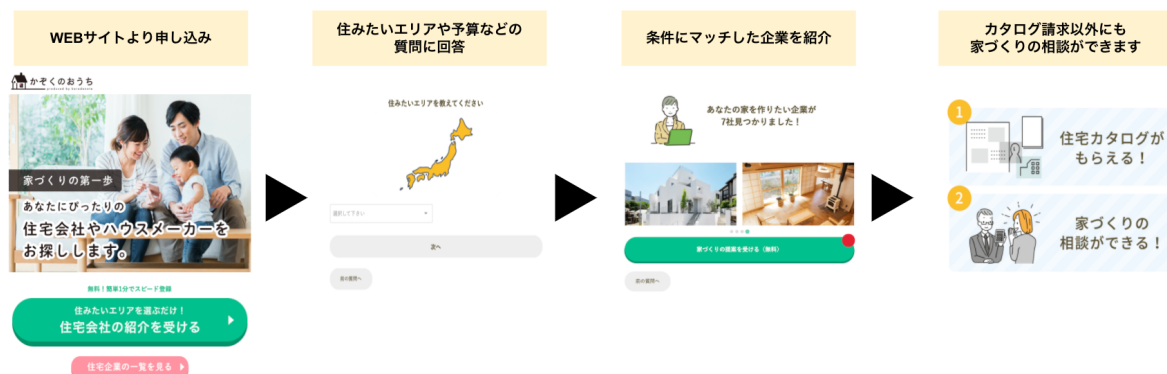 WEBサイトより申し込み
かぞくのおうち
家づくりの第一歩
あなたにぴったりの
住宅会社やハウスメーカーを
お探しします。
無料！簡単1分でスピード登録
住みたいエリアを選ぶだけ！
住宅会社の紹介を受ける
住宅企業の一覧を見る
住みたいエリアや予算などの
質問に回答
住みたいエリアを教えてください
選択して下さい
次へ
前の質問へ
条件にマッチした企業を紹介
あなたの家を作りたい企業が
7社見つかりました！
家づくりの提案を受ける（無料）
前の質問へ
カタログ請求以外にも
家づくりの相談ができます
1
住宅カタログが
もらえる！
2
家づくりの
相談ができる！